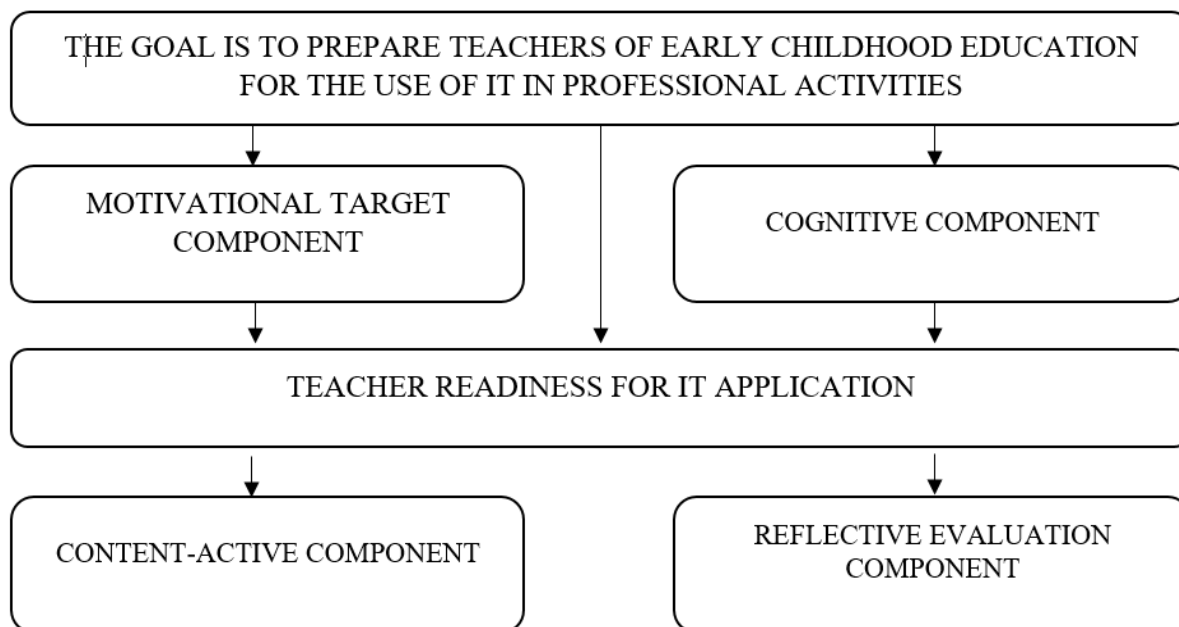 THE GOAL IS TO PREPARE TEACHERS OF EARLY CHILDHOOD EDUCATION
FOR THE USE OF IT IN PROFESSIONAL ACTIVITIES
MOTIVATIONAL TARGET
COMPONENT
COGNITIVE COMPONENT
TEACHER READINESS FOR IT APPLICATION
CONTENT-ACTIVE COMPONENT
REFLECTIVE EVALUATION
COMPONENT